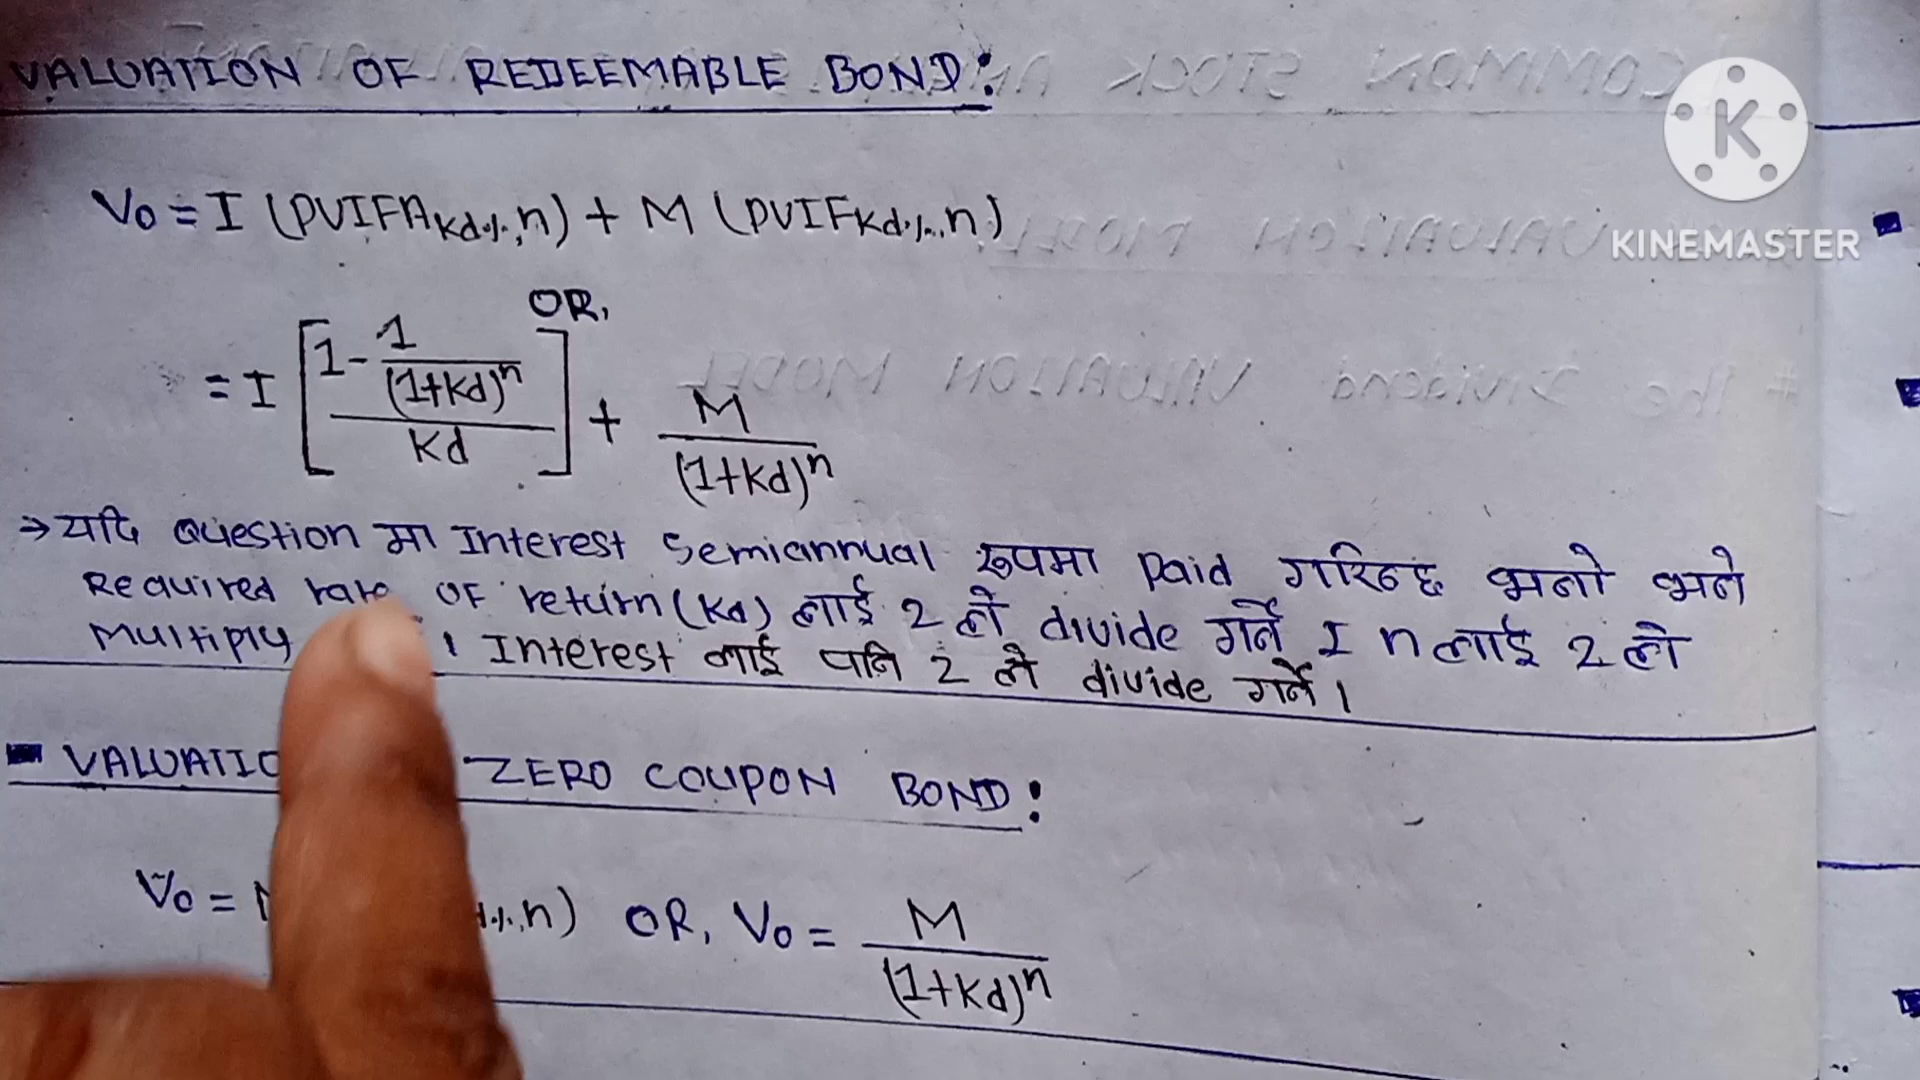 VALUATION OF REDEEMABLE BOND:
V₀ = I (PVIFA Kd%, n) + M (PVIF Kd%, n)
OR,
= I [ (1 - 1/(1+Kd)ⁿ) / Kd ] + M/(1+Kd)ⁿ
→ यदि question मा Interest Semiannual रुपमा paid गरिन्छ भनो भने
Required rate of return (Kd) लाई 2 ले divide गर्ने I n लाई 2 ले
Multiply । Interest लाई पनि 2 ले divide गर्ने ।
VALUATIO ZERO COUPON BOND:
V₀ = %, n) OR, V₀ = M/(1+Kd)ⁿ
K
KINEMASTER